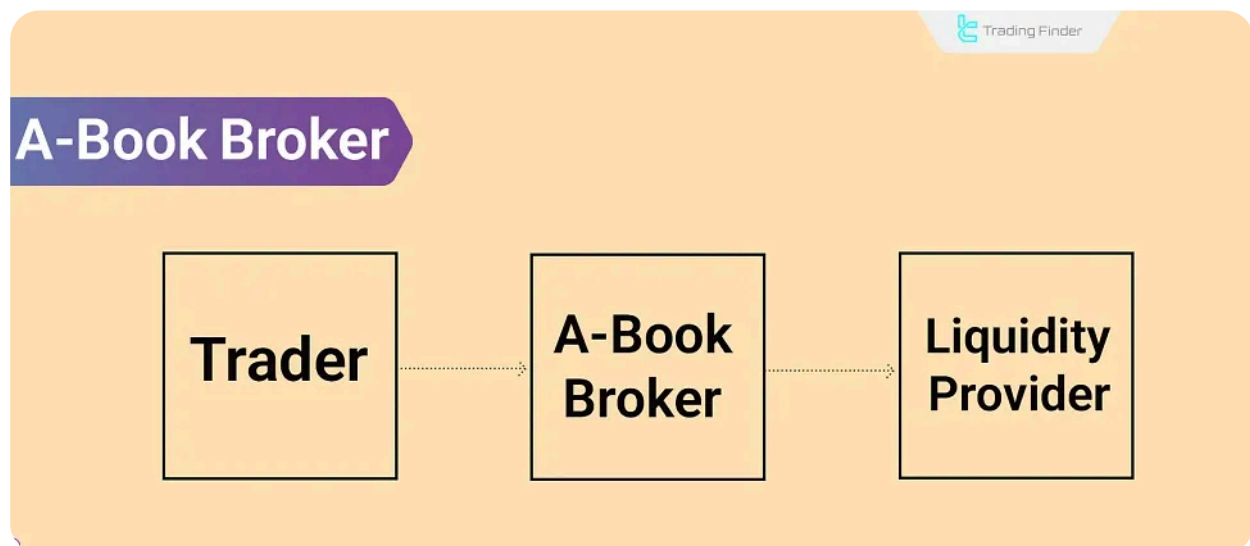 Trading Finder
A-Book Broker
Trader
A-Book
Broker
Liquidity
Provider